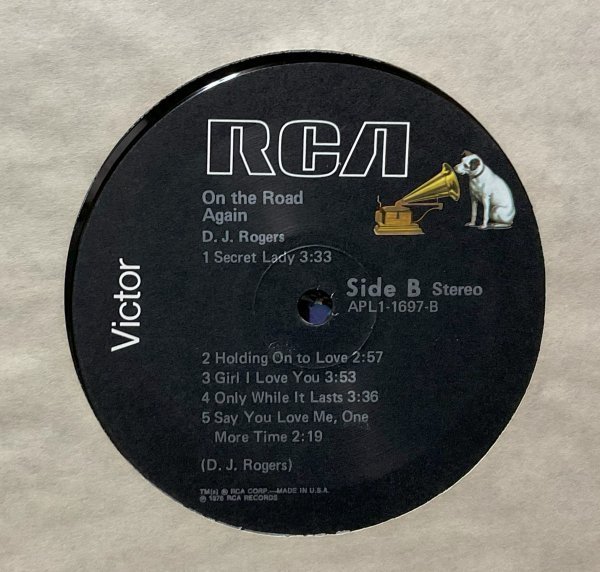 RCA
Victor
On the Road
Again
D. J. Rogers
1 Secret Lady 3:33
Side B Stereo
APL1-1697-B
2 Holding On to Love 2:57
3 Girl I Love You 3:53
4 Only While It Lasts 3:36
5 Say You Love Me, One
More Time 2:19
(D. J. Rogers)
TM(s) ® RCA CORP.—MADE IN U.S.A.
℗ 1976 RCA RECORDS